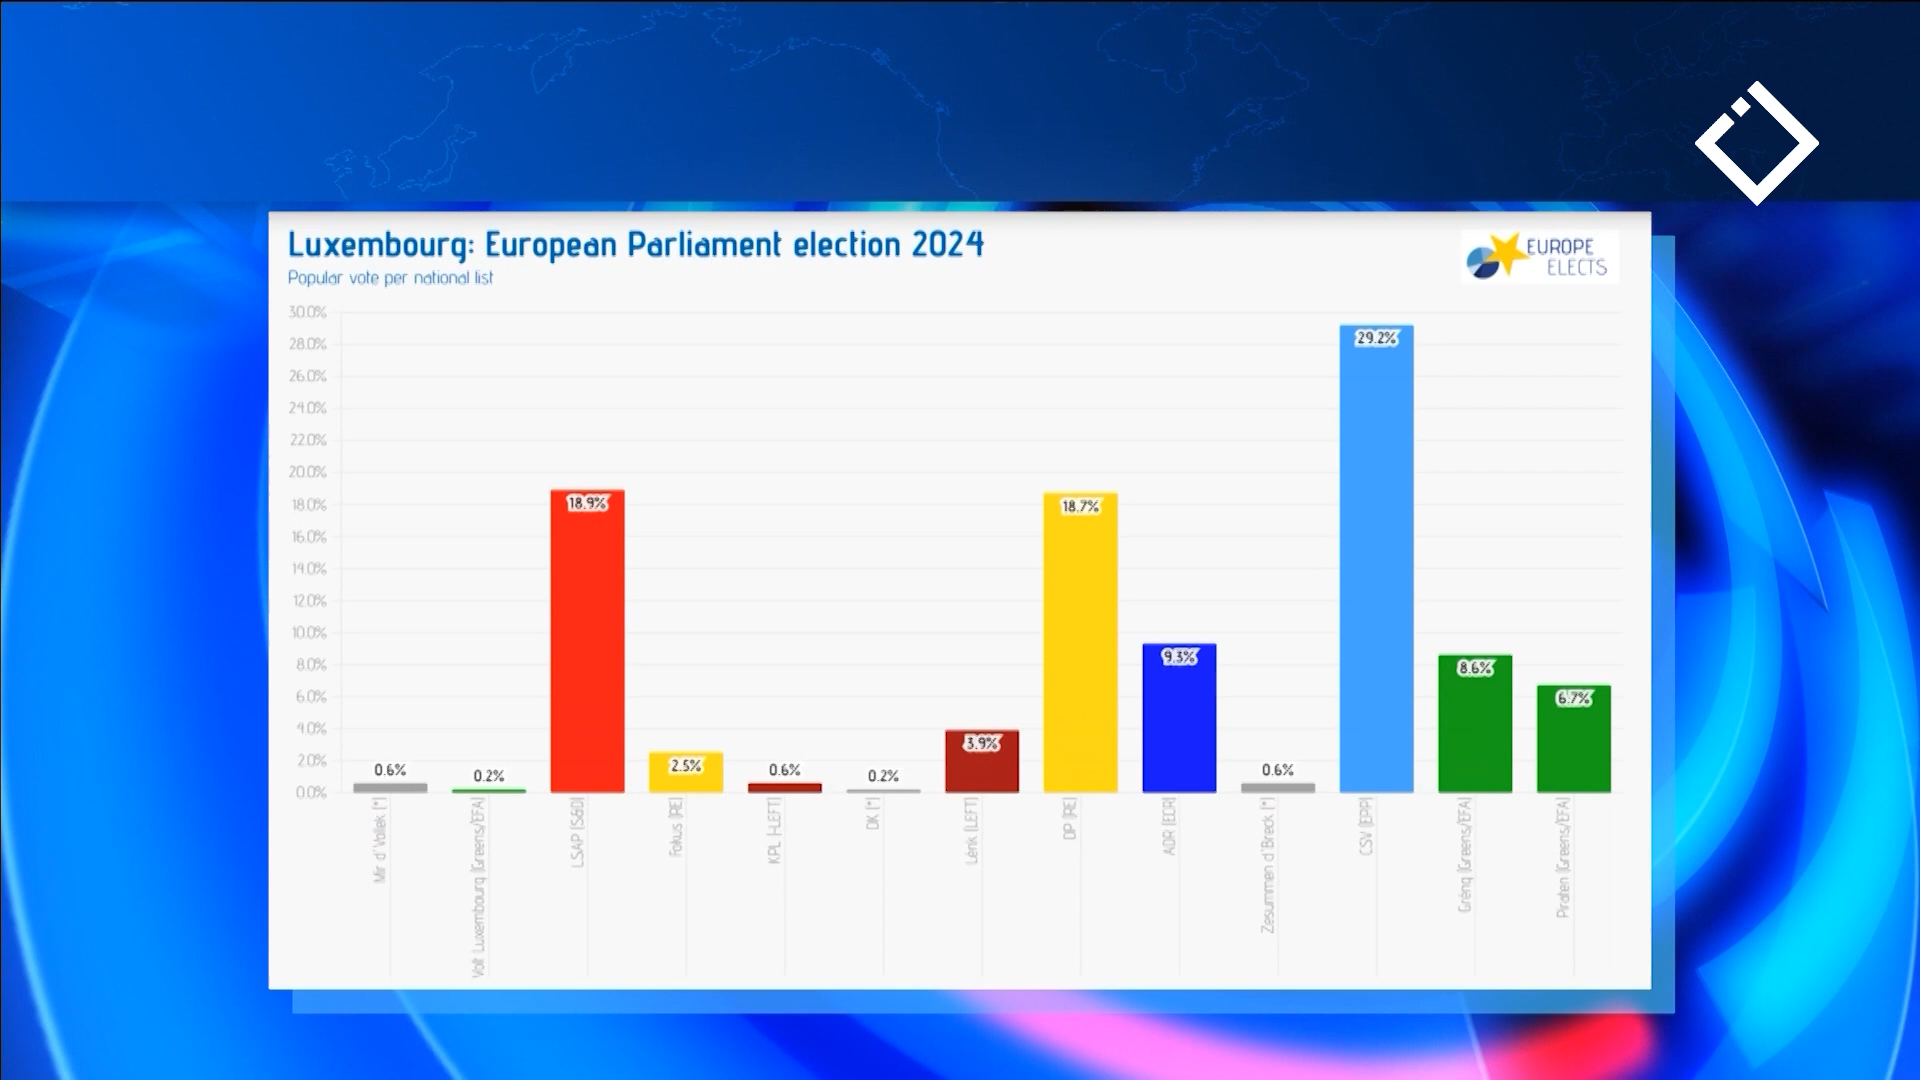 Luxembourg: European Parliament election 2024
Popular vote per national list
EUROPE
ELECTS
30.0%
28.0%
26.0%
24.0%
22.0%
20.0%
18.0%
16.0%
14.0%
12.0%
10.0%
8.0%
6.0%
4.0%
2.0%
0.0%
0.6%
0.2%
18.9%
2.5%
0.6%
0.2%
3.9%
18.7%
9.3%
0.6%
29.2%
8.6%
6.7%
Mir d'Vollek (*)
Volt Luxembourg (Greens/EFA)
LSAP (S&D)
Fokus (RE)
KPL (→LEFT)
DK (*)
Lénk (LEFT)
DP (RE)
ADR (ECR)
Zesummen d'Breck (*)
CSV (EPP)
Gréng (Greens/EFA)
Piraten (Greens/EFA)